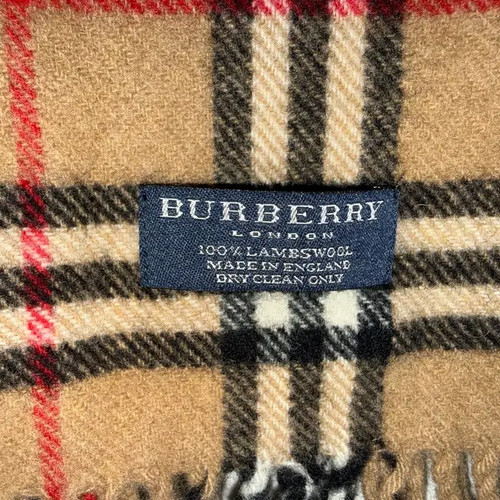 BURBERRY
LONDON
100% LAMBSWOOL
MADE IN ENGLAND
DRY CLEAN ONLY